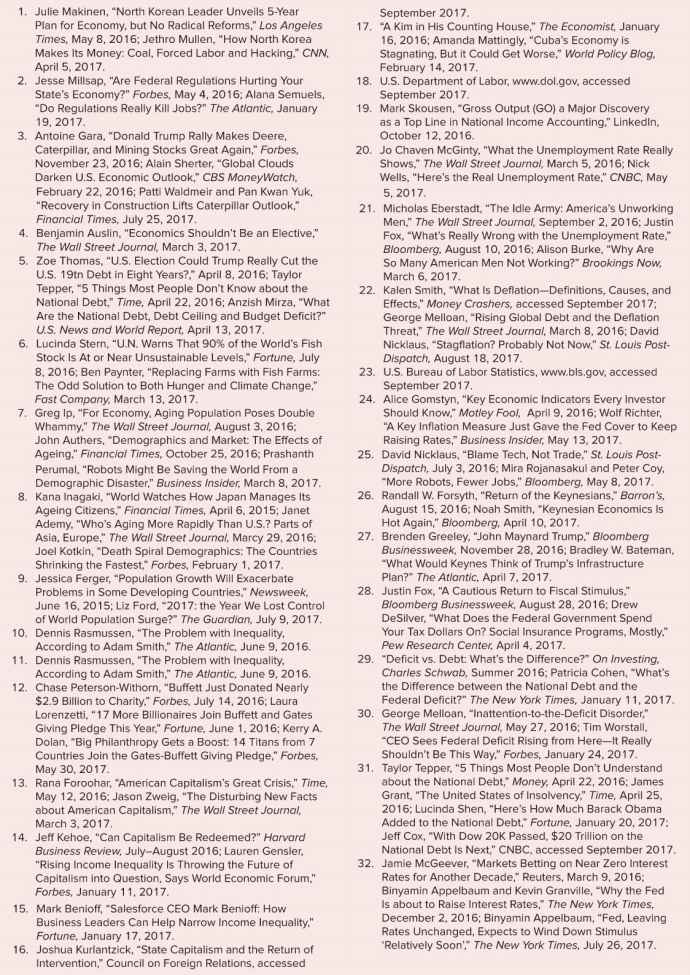 1. Julie Makinen, “North Korean Leader Unveils 5-Year
Plan for Economy, but No Radical Reforms,” Los Angeles
Times, May 8, 2016; Jethro Mullen, “How North Korea
Makes Its Money: Coal, Forced Labor and Hacking,” CNN,
April 5, 2017.
2. Jesse Millsap, “Are Federal Regulations Hurting Your
State’s Economy?” Forbes, May 4, 2016; Alana Semuels,
“Do Regulations Really Kill Jobs?” The Atlantic, January
19, 2017.
3. Antoine Gara, “Donald Trump Rally Makes Deere,
Caterpillar, and Mining Stocks Great Again,” Forbes,
November 23, 2016; Alain Sherter, “Global Clouds
Darken U.S. Economic Outlook,” CBS MoneyWatch,
February 22, 2016; Patti Waldmeir and Pan Kwan Yuk,
“Recovery in Construction Lifts Caterpillar Outlook,”
Financial Times, July 25, 2017.
4. Benjamin Auslin, “Economics Shouldn’t Be an Elective,”
The Wall Street Journal, March 3, 2017.
5. Zoe Thomas, “U.S. Election Could Trump Really Cut the
U.S. 19tn Debt in Eight Years?,” April 8, 2016; Taylor
Tepper, “5 Things Most People Don’t Know about the
National Debt,” Time, April 22, 2016; Anzish Mirza, “What
Are the National Debt, Debt Ceiling and Budget Deficit?”
U.S. News and World Report, April 13, 2017.
6. Lucinda Stern, “U.N. Warns That 90% of the World’s Fish
Stock Is At or Near Unsustainable Levels,” Fortune, July
8, 2016; Ben Paynter, “Replacing Farms with Fish Farms:
The Odd Solution to Both Hunger and Climate Change,”
Fast Company, March 13, 2017.
7. Greg Ip, “For Economy, Aging Population Poses Double
Whammy,” The Wall Street Journal, August 3, 2016;
John Authers, “Demographics and Market: The Effects of
Ageing,” Financial Times, October 25, 2016; Prashanth
Perumal, “Robots Might Be Saving the World From a
Demographic Disaster,” Business Insider, March 8, 2017.
8. Kana Inagaki, “World Watches How Japan Manages Its
Ageing Citizens,” Financial Times, April 6, 2015; Janet
Ademy, “Who’s Aging More Rapidly Than U.S.? Parts of
Asia, Europe,” The Wall Street Journal, Marcy 29, 2016;
Joel Kotkin, “Death Spiral Demographics: The Countries
Shrinking the Fastest,” Forbes, February 1, 2017.
9. Jessica Ferger, “Population Growth Will Exacerbate
Problems in Some Developing Countries,” Newsweek,
June 16, 2015; Liz Ford, “2017: the Year We Lost Control
of World Population Surge?” The Guardian, July 9, 2017.
10. Dennis Rasmussen, “The Problem with Inequality,
According to Adam Smith,” The Atlantic, June 9, 2016.
11. Dennis Rasmussen, “The Problem with Inequality,
According to Adam Smith,” The Atlantic, June 9, 2016.
12. Chase Peterson-Withorn, “Buffett Just Donated Nearly
$2.9 Billion to Charity,” Forbes, July 14, 2016; Laura
Lorenzetti, “17 More Billionaires Join Buffett and Gates
Giving Pledge This Year,” Fortune, June 1, 2016; Kerry A.
Dolan, “Big Philanthropy Gets a Boost: 14 Titans from 7
Countries Join the Gates-Buffett Giving Pledge,” Forbes,
May 30, 2017.
13. Rana Foroohar, “American Capitalism’s Great Crisis,” Time,
May 12, 2016; Jason Zweig, “The Disturbing New Facts
about American Capitalism,” The Wall Street Journal,
March 3, 2017.
14. Jeff Kehoe, “Can Capitalism Be Redeemed?” Harvard
Business Review, July–August 2016; Lauren Gensler,
“Rising Income Inequality Is Throwing the Future of
Capitalism into Question, Says World Economic Forum,”
Forbes, January 11, 2017.
15. Mark Benioff, “Salesforce CEO Mark Benioff: How
Business Leaders Can Help Narrow Income Inequality,”
Fortune, January 17, 2017.
16. Joshua Kurlantzick, “State Capitalism and the Return of
Intervention,” Council on Foreign Relations, accessed
September 2017.
17. “A Kim in His Counting House,” The Economist, January
16, 2016; Amanda Mattingly, “Cuba’s Economy is
Stagnating, But it Could Get Worse,” World Policy Blog,
February 14, 2017.
18. U.S. Department of Labor, www.dol.gov, accessed
September 2017.
19. Mark Skousen, “Gross Output (GO) a Major Discovery
as a Top Line in National Income Accounting,” LinkedIn,
October 12, 2016.
20. Jo Chaven McGinty, “What the Unemployment Rate Really
Shows,” The Wall Street Journal, March 5, 2016; Nick
Wells, “Here’s the Real Unemployment Rate,” CNBC, May
5, 2017.
21. Micholas Eberstadt, “The Idle Army: America’s Unworking
Men,” The Wall Street Journal, September 2, 2016; Justin
Fox, “What’s Really Wrong with the Unemployment Rate,”
Bloomberg, August 10, 2016; Alison Burke, “Why Are
So Many American Men Not Working?” Brookings Now,
March 6, 2017.
22. Kalen Smith, “What Is Deflation—Definitions, Causes, and
Effects,” Money Crashers, accessed September 2017;
George Melloan, “Rising Global Debt and the Deflation
Threat,” The Wall Street Journal, March 8, 2016; David
Nicklaus, “Stagflation? Probably Not Now,” St. Louis Post-
Dispatch, August 18, 2017.
23. U.S. Bureau of Labor Statistics, www.bls.gov, accessed
September 2017.
24. Alice Gomstyn, “Key Economic Indicators Every Investor
Should Know,” Motley Fool, April 9, 2016; Wolf Richter,
“A Key Inflation Measure Just Gave the Fed Cover to Keep
Raising Rates,” Business Insider, May 13, 2017.
25. David Nicklaus, “Blame Tech, Not Trade,” St. Louis Post-
Dispatch, July 3, 2016; Mira Rojanasakul and Peter Coy,
“More Robots, Fewer Jobs,” Bloomberg, May 8, 2017.
26. Randall W. Forsyth, “Return of the Keynesians,” Barron’s,
August 15, 2016; Noah Smith, “Keynesian Economics Is
Hot Again,” Bloomberg, April 10, 2017.
27. Brenden Greeley, “John Maynard Trump,” Bloomberg
Businessweek, November 28, 2016; Bradley W. Bateman,
“What Would Keynes Think of Trump’s Infrastructure
Plan?” The Atlantic, April 7, 2017.
28. Justin Fox, “A Cautious Return to Fiscal Stimulus,”
Bloomberg Businessweek, August 28, 2016; Drew
DeSilver, “What Does the Federal Government Spend
Your Tax Dollars On? Social Insurance Programs, Mostly,”
Pew Research Center, April 4, 2017.
29. “Deficit vs. Debt: What’s the Difference?” On Investing,
Charles Schwab, Summer 2016; Patricia Cohen, “What’s
the Difference between the National Debt and the
Federal Deficit?” The New York Times, January 11, 2017.
30. George Melloan, “Inattention-to-the-Deficit Disorder,”
The Wall Street Journal, May 27, 2016; Tim Worstall,
“CEO Sees Federal Deficit Rising from Here—It Really
Shouldn’t Be This Way,” Forbes, January 24, 2017.
31. Taylor Tepper, “5 Things Most People Don’t Understand
about the National Debt,” Money, April 22, 2016; James
Grant, “The United States of Insolvency,” Time, April 25,
2016; Lucinda Shen, “Here’s How Much Barack Obama
Added to the National Debt,” Fortune, January 20, 2017;
Jeff Cox, “With Dow 20K Passed, $20 Trillion on the
National Debt Is Next,” CNBC, accessed September 2017.
32. Jamie McGeever, “Markets Betting on Near Zero Interest
Rates for Another Decade,” Reuters, March 9, 2016;
Binyamin Appelbaum and Kevin Granville, “Why the Fed
Is about to Raise Interest Rates,” The New York Times,
December 2, 2016; Binyamin Appelbaum, “Fed, Leaving
Rates Unchanged, Expects to Wind Down Stimulus
‘Relatively Soon’,” The New York Times, July 26, 2017.